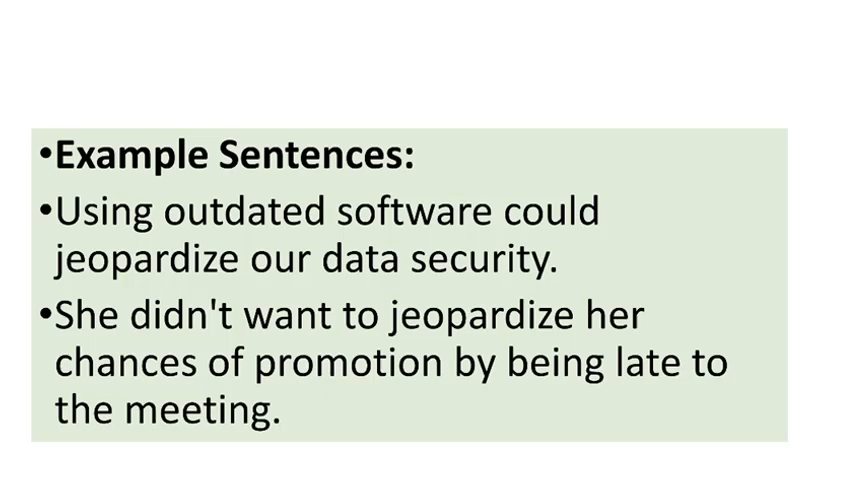 •Example Sentences:
•Using outdated software could
jeopardize our data security.
•She didn't want to jeopardize her
chances of promotion by being late to
the meeting.